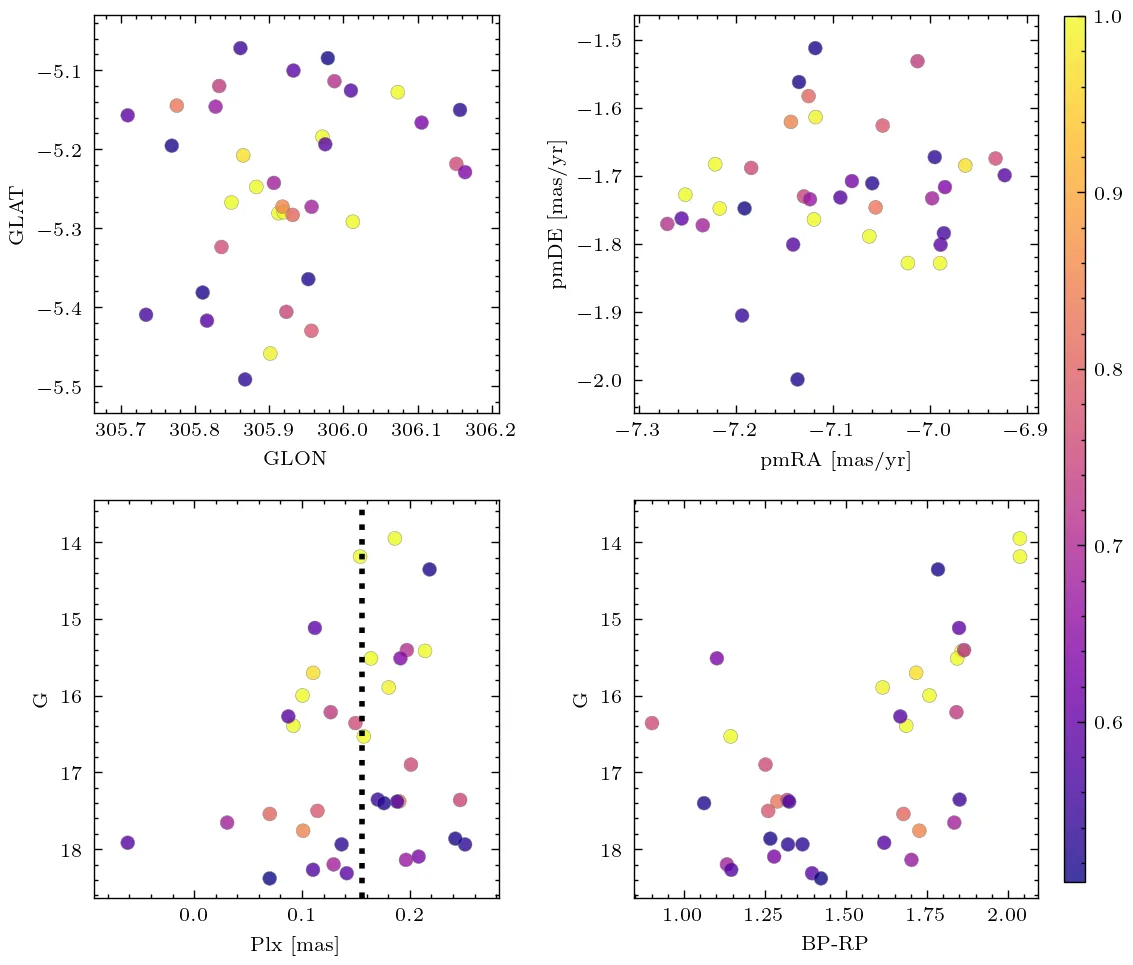 −5.1
−5.2
−5.3
−5.4
−5.5
GLAT
305.7 305.8 305.9 306.0 306.1 306.2
GLON
−1.5
−1.6
−1.7
−1.8
−1.9
−2.0
pmDE [mas/yr]
−7.3 −7.2 −7.1 −7.0 −6.9
pmRA [mas/yr]
14
15
16
17
18
G
0.0 0.1 0.2
Plx [mas]
14
15
16
17
18
G
1.00 1.25 1.50 1.75 2.00
BP-RP
1.0
0.9
0.8
0.7
0.6